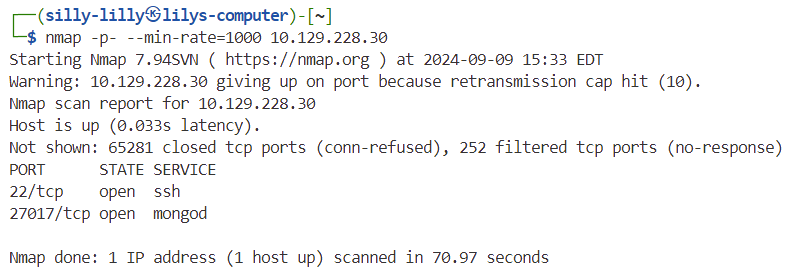 ┌──(silly-lilly㉿lilys-computer)-[~]
└─$ nmap -p- --min-rate=1000 10.129.228.30
Starting Nmap 7.94SVN ( https://nmap.org ) at 2024-09-09 15:33 EDT
Warning: 10.129.228.30 giving up on port because retransmission cap hit (10).
Nmap scan report for 10.129.228.30
Host is up (0.033s latency).
Not shown: 65281 closed tcp ports (conn-refused), 252 filtered tcp ports (no-response)
PORT      STATE SERVICE
22/tcp    open  ssh
27017/tcp open  mongod
Nmap done: 1 IP address (1 host up) scanned in 70.97 seconds